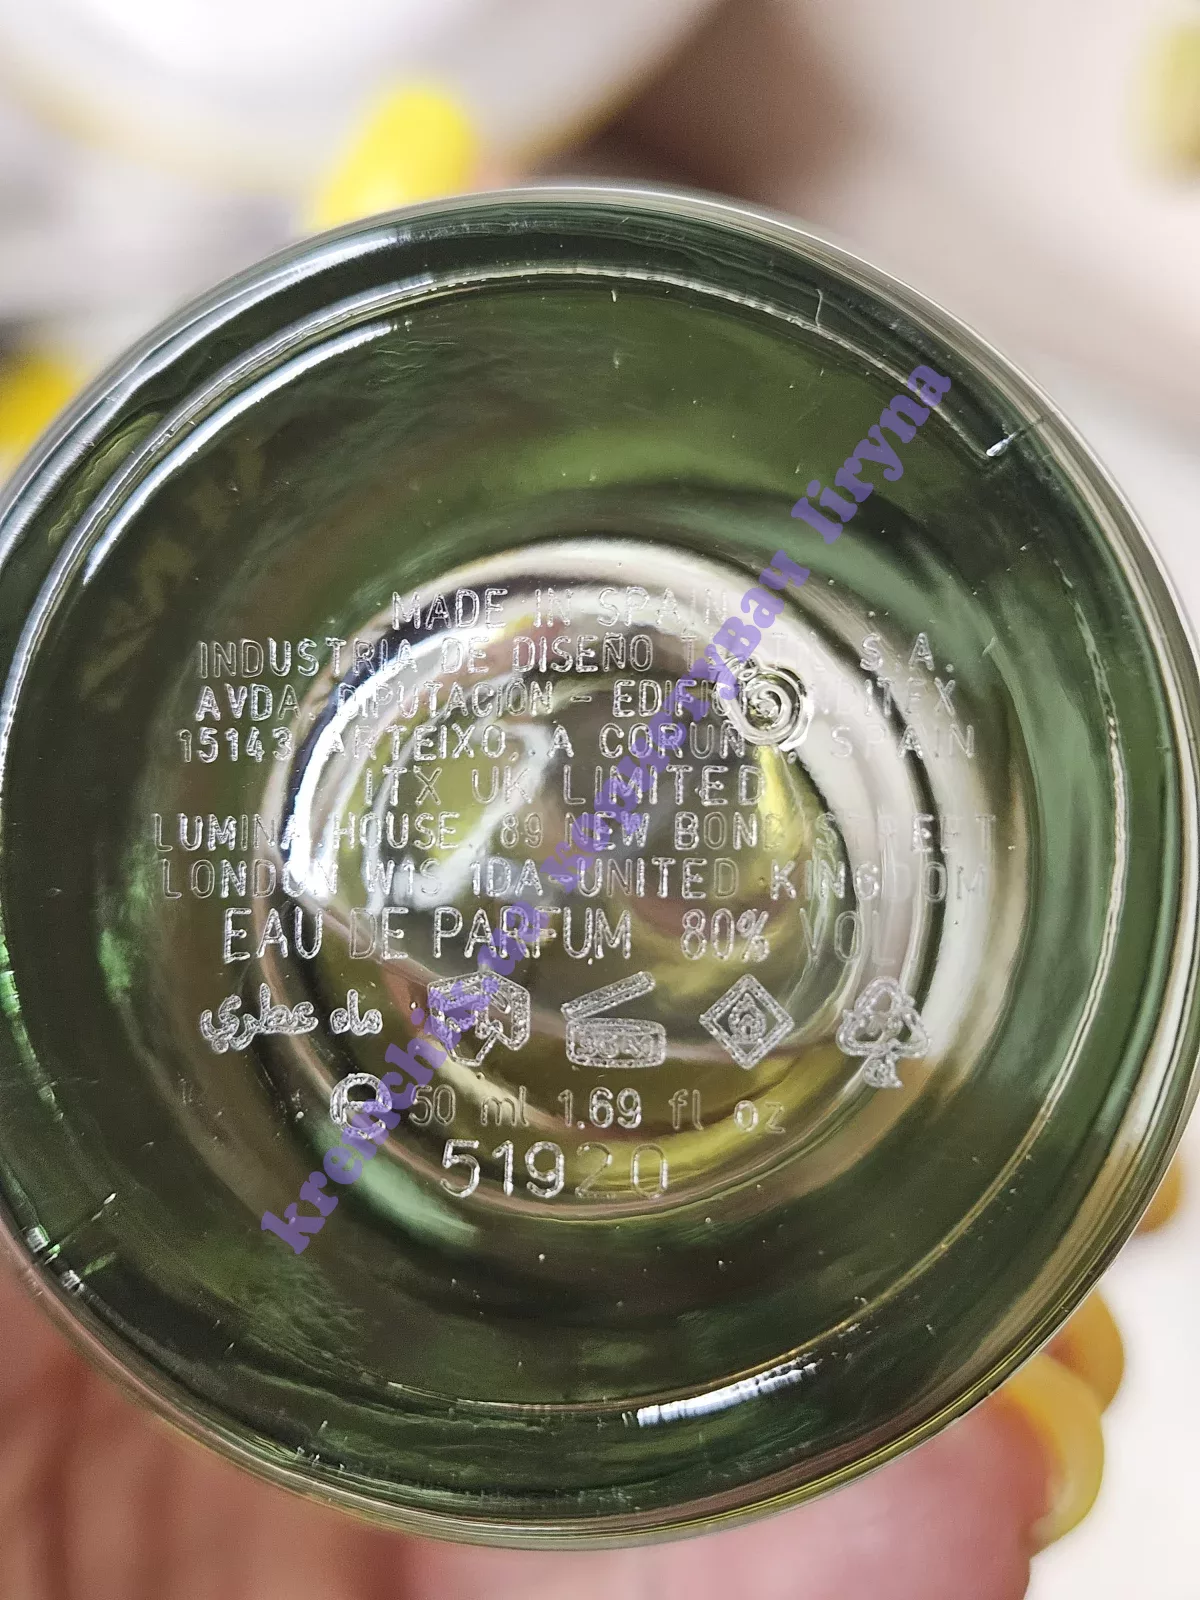 MADE IN SPAIN
INDUSTRIA DE DISEÑO S.A.
AVDA. DIPUTACIÓN - EDIFICIO
15143 ARTEIXO, A CORUÑA, SPAIN
ITX UK LIMITED
LUMINA HOUSE, 89 NEW BOND STREET
LONDON W1S 1DA UNITED KINGDOM
EAU DE PARFUM 80% VOL
ماء عطري
50 ml 1.69 fl oz
51920
Iiryna